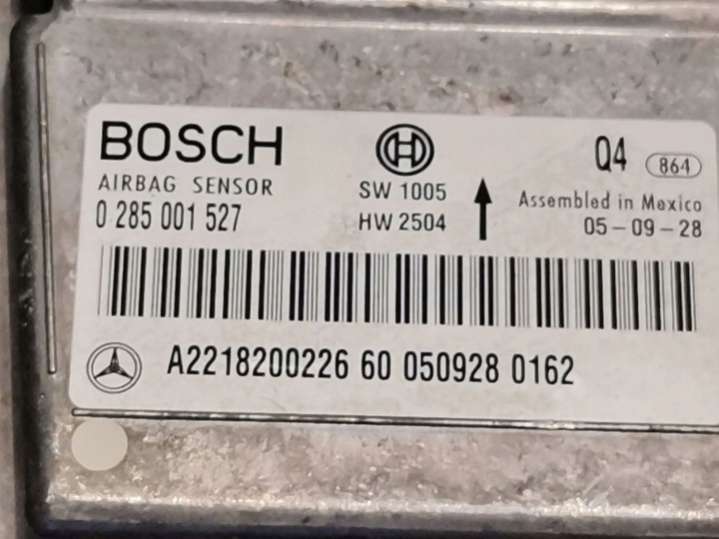 BOSCH
Q4 864
AIRBAG SENSOR
SW 1005
Assembled in Mexico
0 285 001 527
HW 2504
05-09-28
A2218200226 60 050928 0162